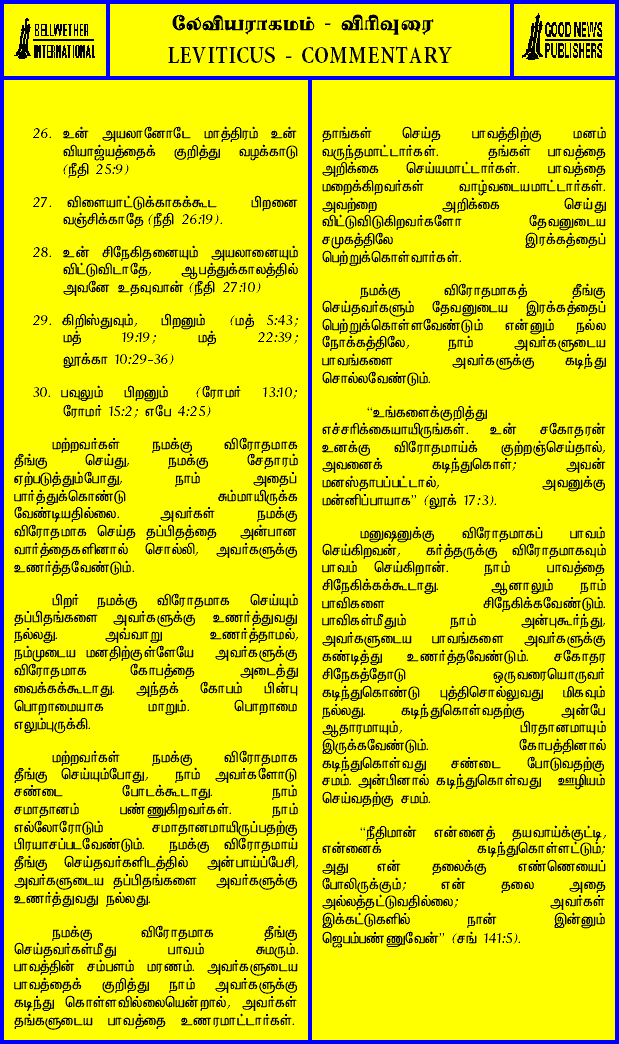 BELLWETHER
INTERNATIONAL
லேவியராகமம் - விரிவுரை
LEVITICUS - COMMENTARY
GOOD NEWS
PUBLISHERS
26. உன் அயலானோடே மாத்திரம் உன்
வியாஜ்யத்தைக் குறித்து வழக்காடு
(நீதி 25:9)
27. விளையாட்டுக்காகக்கூட பிறனை
வஞ்சிக்காதே (நீதி 26:19).
28. உன் சிநேகிதனையும் அயலானையும்
விட்டுவிடாதே, ஆபத்துக்காலத்தில்
அவனே உதவுவான் (நீதி 27:10)
29. கிறிஸ்துவும், பிறனும் (மத் 5:43;
மத் 19:19; மத் 22:39;
லூக்கா 10:29-36)
30. பவுலும் பிறனும் (ரோமர் 13:10;
ரோமர் 15:2; எபே 4:25)
மற்றவர்கள் நமக்கு விரோதமாக
தீங்கு செய்து, நமக்கு சேதாரம்
ஏற்படுத்தும்போது, நாம் அதைப்
பார்த்துக்கொண்டு சும்மாயிருக்க
வேண்டியதில்லை. அவர்கள் நமக்கு
விரோதமாக செய்த தப்பிதத்தை அன்பான
வார்த்தைகளினால் சொல்லி, அவர்களுக்கு
உணர்த்தவேண்டும்.
பிறர் நமக்கு விரோதமாக செய்யும்
தப்பிதங்களை அவர்களுக்கு உணர்த்துவது
நல்லது. அவ்வாறு உணர்த்தாமல்,
நம்முடைய மனதிற்குள்ளேயே அவர்களுக்கு
விரோதமாக கோபத்தை அடைத்து
வைக்கக்கூடாது. அந்தக் கோபம் பின்பு
பொறாமையாக மாறும். பொறாமை
எலும்புருக்கி.
மற்றவர்கள் நமக்கு விரோதமாக
தீங்கு செய்யும்போது, நாம் அவர்களோடு
சண்டை போடக்கூடாது. நாம்
சமாதானம் பண்ணுகிறவர்கள். நாம்
எல்லோரோடும் சமாதானமாயிருப்பதற்கு
பிரயாசப்படவேண்டும். நமக்கு விரோதமாய்
தீங்கு செய்தவர்களிடத்தில் அன்பாய்ப்பேசி,
அவர்களுடைய தப்பிதங்களை அவர்களுக்கு
உணர்த்துவது நல்லது.
நமக்கு விரோதமாக தீங்கு
செய்தவர்கள்மீது பாவம் சுமரும்.
பாவத்தின் சம்பளம் மரணம். அவர்களுடைய
பாவத்தைக் குறித்து நாம் அவர்களுக்கு
கடிந்து கொள்ளவில்லையென்றால், அவர்கள்
தங்களுடைய பாவத்தை உணரமாட்டார்கள்.
தாங்கள் செய்த பாவத்திற்கு மனம்
வருந்தமாட்டார்கள். தங்கள் பாவத்தை
அறிக்கை செய்யமாட்டார்கள். பாவத்தை
மறைக்கிறவர்கள் வாழ்வடையமாட்டார்கள்.
அவற்றை அறிக்கை செய்து
விட்டுவிடுகிறவர்களோ தேவனுடைய
சமுகத்திலே இரக்கத்தைப்
பெற்றுக்கொள்வார்கள்.
நமக்கு விரோதமாகத் தீங்கு
செய்தவர்களும் தேவனுடைய இரக்கத்தைப்
பெற்றுக்கொள்ளவேண்டும் என்னும் நல்ல
நோக்கத்திலே, நாம் அவர்களுடைய
பாவங்களை அவர்களுக்கு கடிந்து
சொல்லவேண்டும்.
"உங்களைக்குறித்து
எச்சரிக்கையாயிருங்கள். உன் சகோதரன்
உனக்கு விரோதமாய்க் குற்றஞ்செய்தால்,
அவனைக் கடிந்துகொள்; அவன்
மனஸ்தாபப்பட்டால், அவனுக்கு
மன்னிப்பாயாக" (லூக் 17:3).
மனுஷனுக்கு விரோதமாகப் பாவம்
செய்கிறவன், கர்த்தருக்கு விரோதமாகவும்
பாவம் செய்கிறான். நாம் பாவத்தை
சிநேகிக்கக்கூடாது. ஆனாலும் நாம்
பாவிகளை சிநேகிக்கவேண்டும்.
பாவிகள்மீதும் நாம் அன்புகூர்ந்து,
அவர்களுடைய பாவங்களை அவர்களுக்கு
கண்டித்து உணர்த்தவேண்டும். சகோதர
சிநேகத்தோடு ஒருவரையொருவர்
கடிந்துகொண்டு புத்திசொல்லுவது மிகவும்
நல்லது. கடிந்துகொள்வதற்கு அன்பே
ஆதாரமாயும், பிரதானமாயும்
இருக்கவேண்டும். கோபத்தினால்
கடிந்துகொள்வது சண்டை போடுவதற்கு
சமம். அன்பினால் கடிந்துகொள்வது ஊழியம்
செய்வதற்கு சமம்.
"நீதிமான் என்னைத் தயவாய்க்குட்டி,
என்னைக் கடிந்துகொள்ளட்டும்;
அது என் தலைக்கு எண்ணெயைப்
போலிருக்கும்; என் தலை அதை
அல்லத்தட்டுவதில்லை; அவர்கள்
இக்கட்டுகளில் நான் இன்னும்
ஜெபம்பண்ணுவேன்" (சங் 141:5).